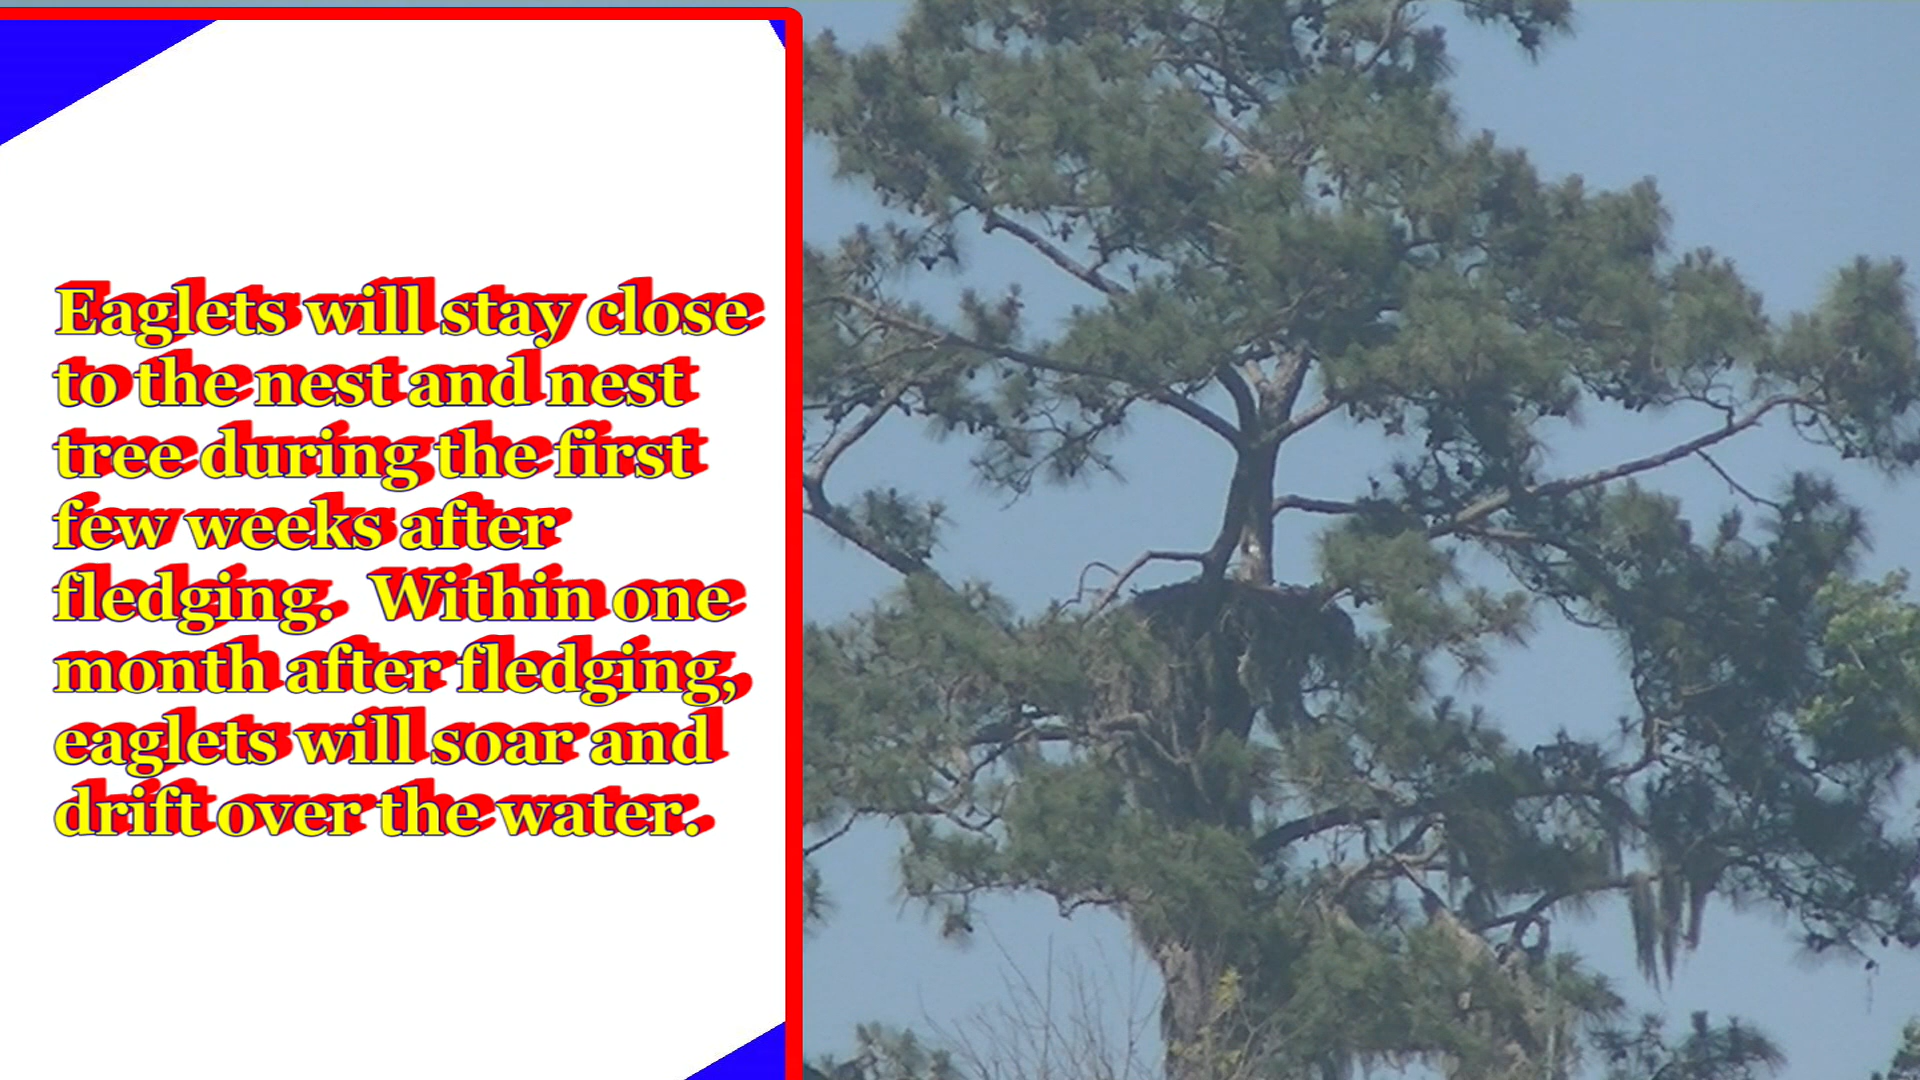 Eaglets will stay close
to the nest and nest
tree during the first
few weeks after
fledging.  Within one
month after fledging,
eaglets will soar and
drift over the water.